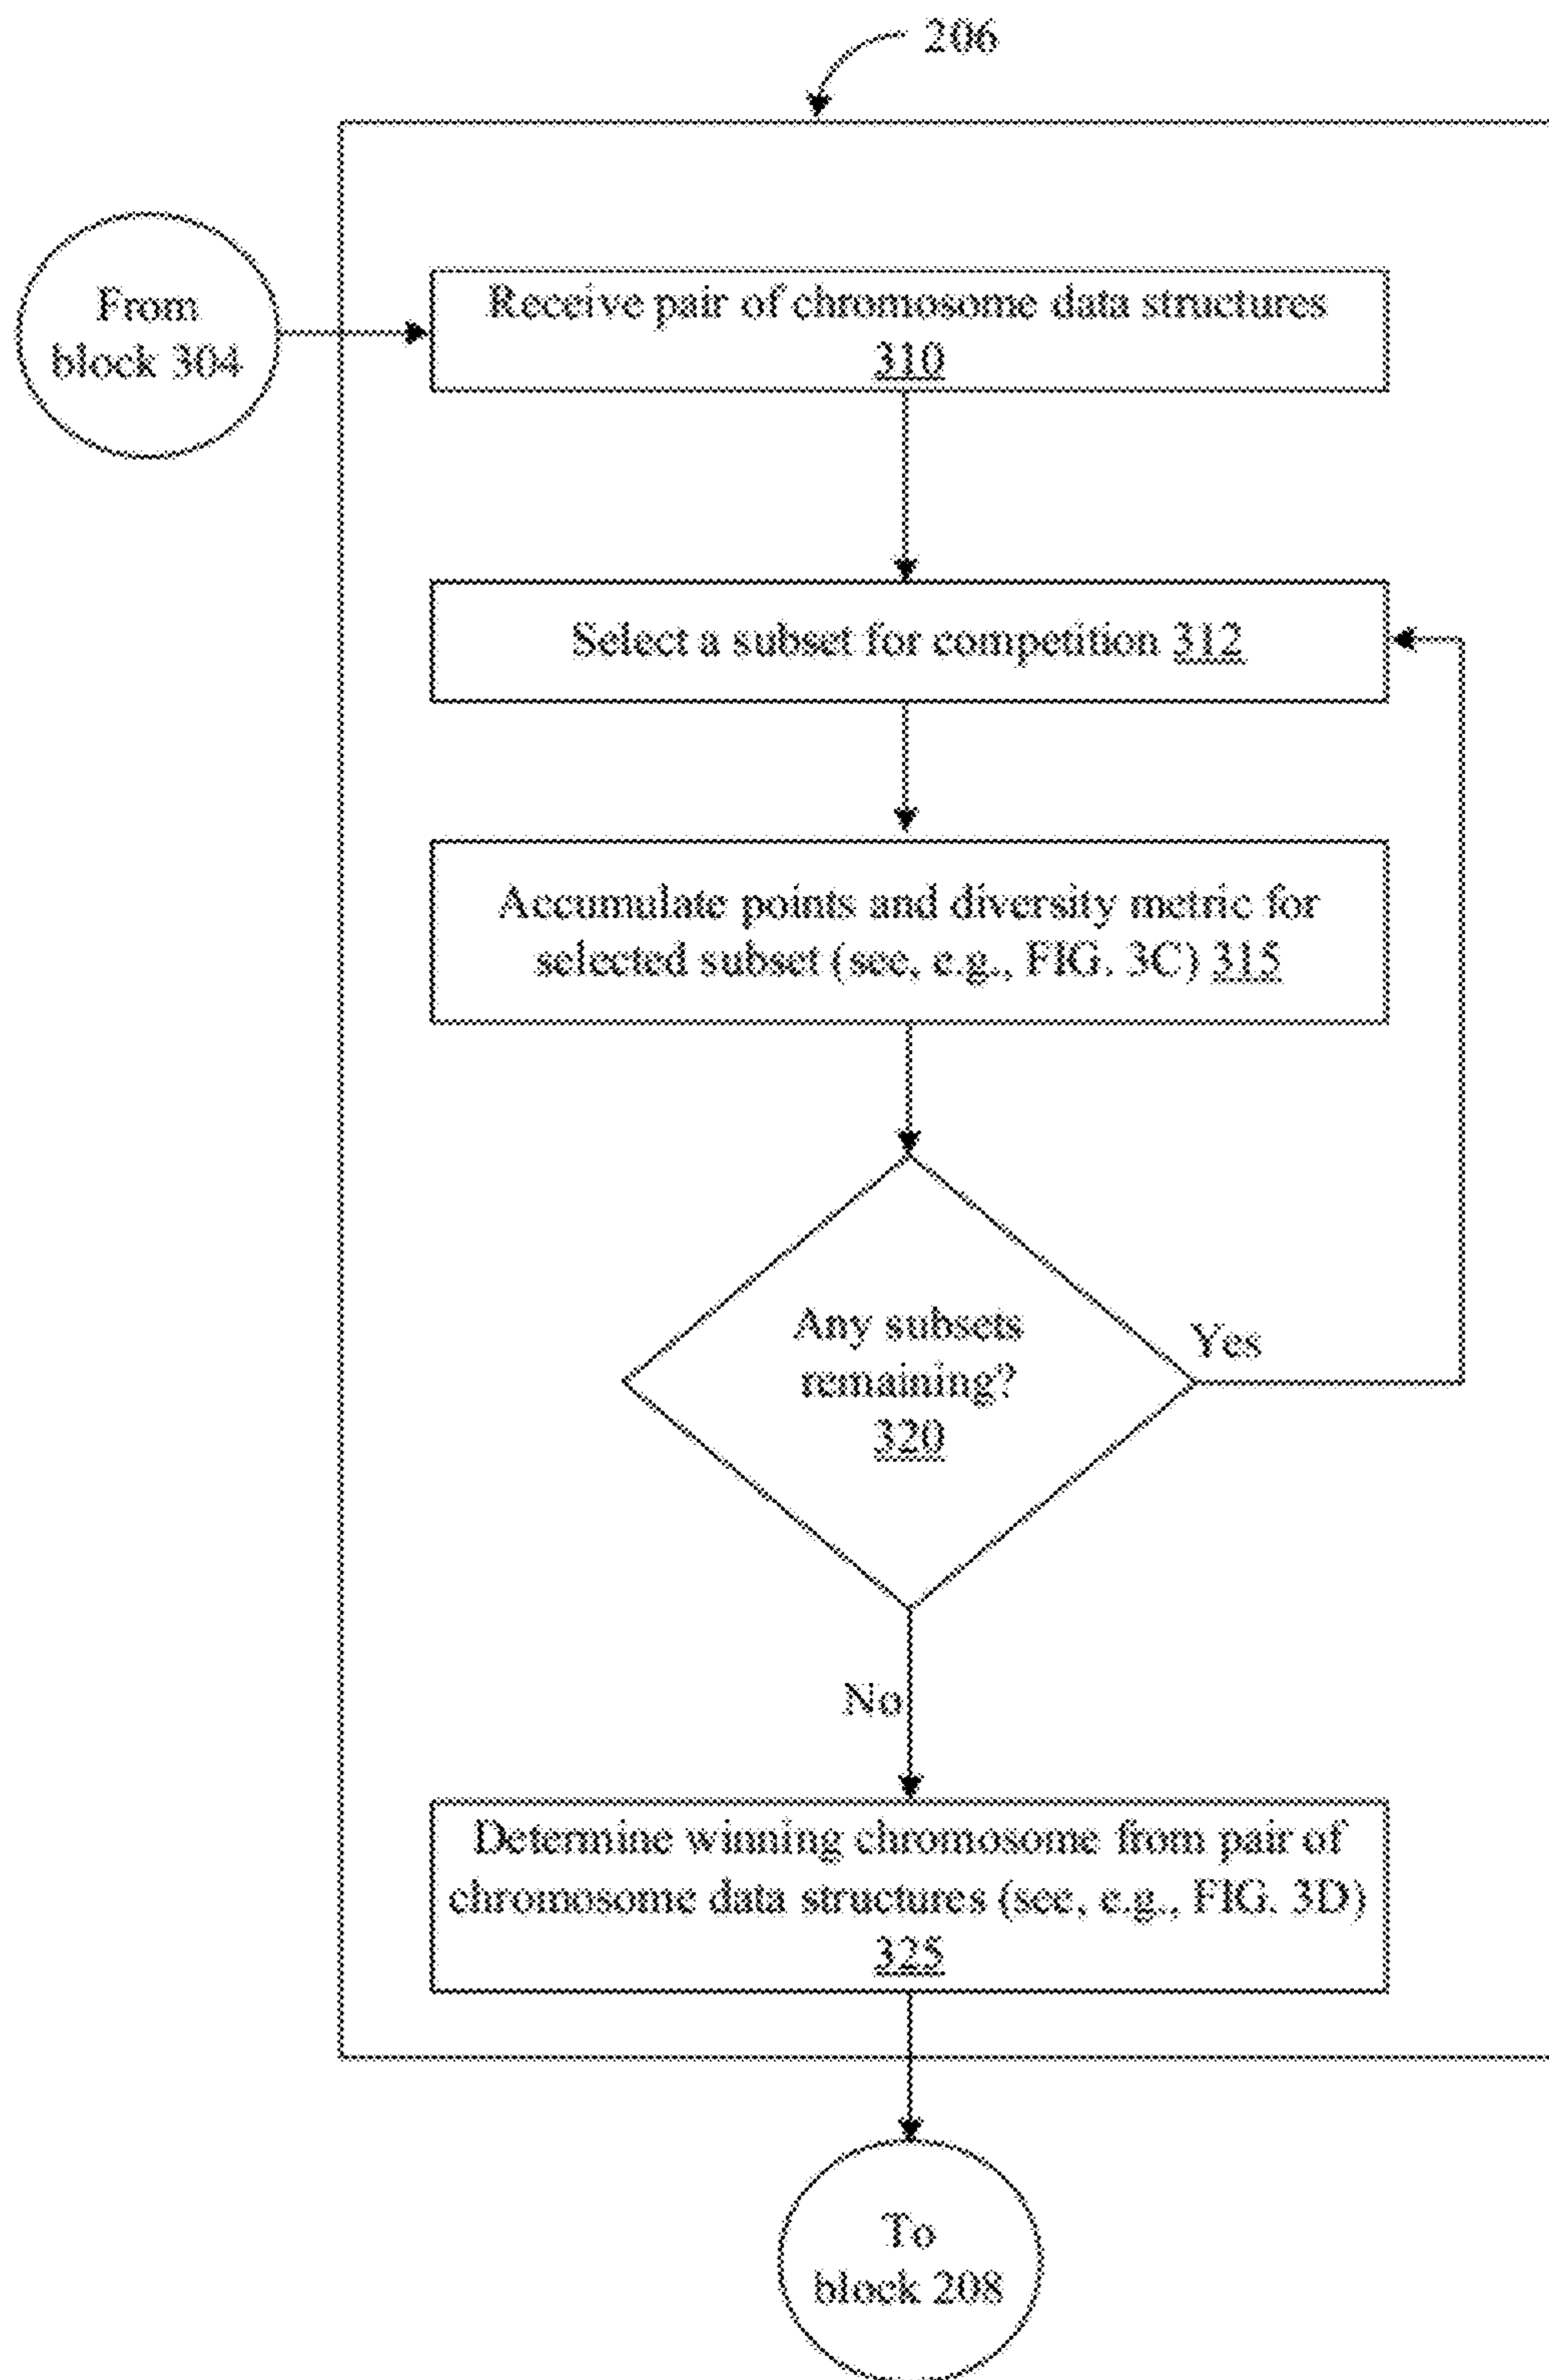 206
From
block 304
Receive pair of chromosome data structures
310
Select a subset for competition 312
Accumulate points and diversity metric for
selected subset (see, e.g., FIG. 3C) 315
Any subsets
remaining?
320
Yes
No
Determine winning chromosome from pair of
chromosome data structures (see, e.g., FIG. 3D)
325
To
block 208